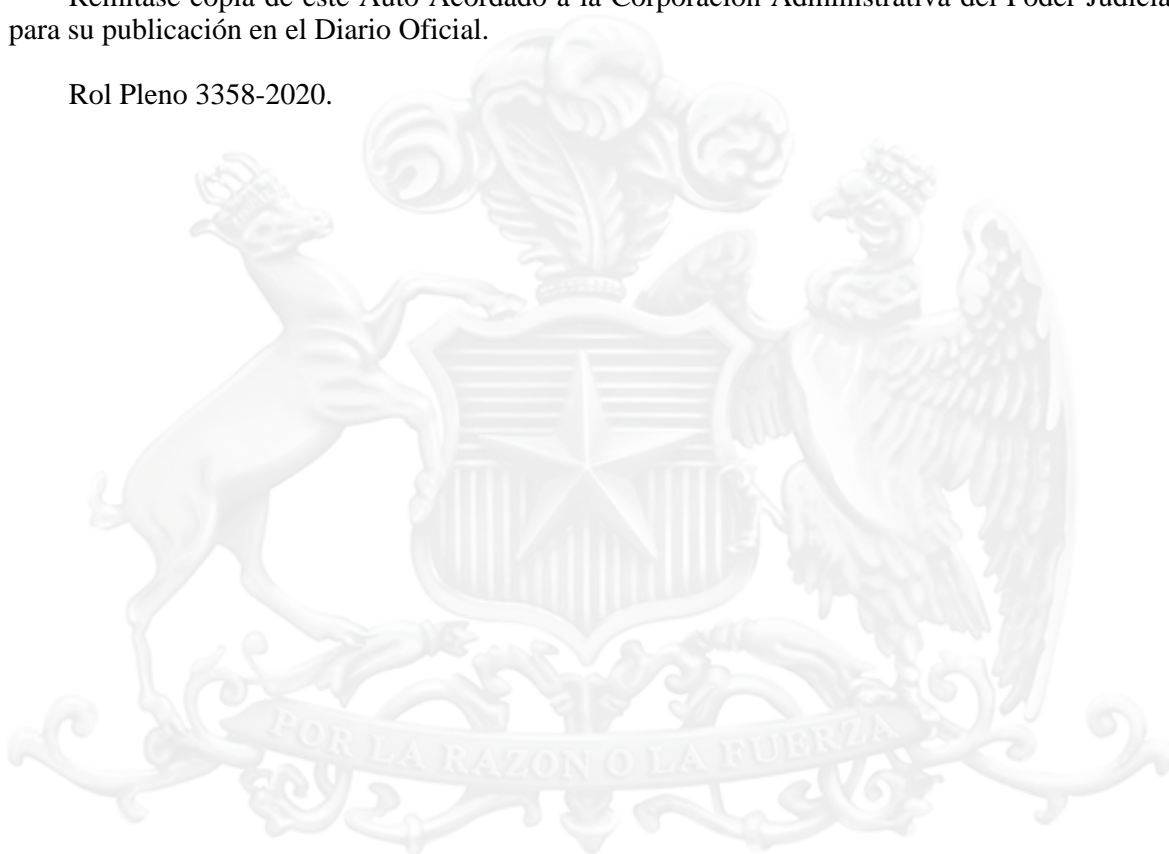 Remítase copia de este Auto Acordado a la Corporación Administrativa del Poder Judicial
para su publicación en el Diario Oficial.
Rol Pleno 3358-2020.
POR LA RAZON O LA FUERZA